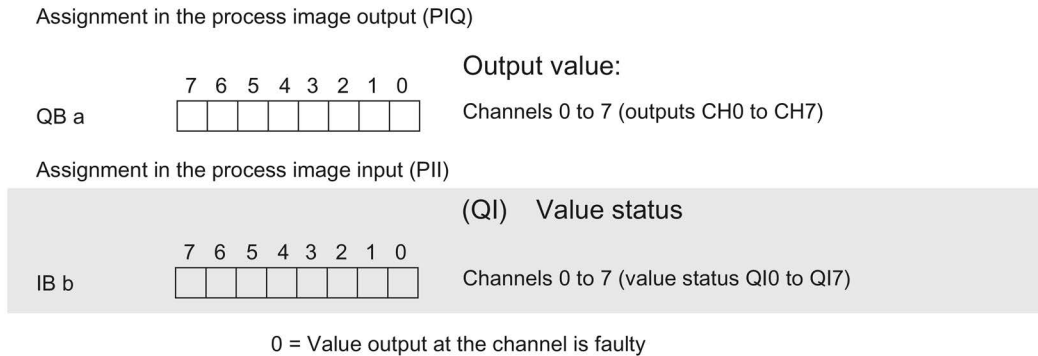 Assignment in the process image output (PIQ)
Output value:
7 6 5 4 3 2 1 0
QB a
Channels 0 to 7 (outputs CH0 to CH7)
Assignment in the process image input (PII)
(QI) Value status
7 6 5 4 3 2 1 0
IB b
Channels 0 to 7 (value status QI0 to QI7)
0 = Value output at the channel is faulty